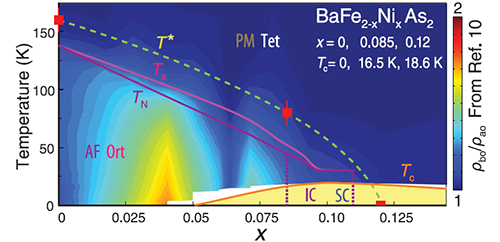 BaFe2-xNixAs2
x = 0, 0.085, 0.12
Tc= 0, 16.5 K, 18.6 K
T*
PM Tet
Ts
TN
AF Ort
IC SC
Tc
Temperature (K)
150
100
50
0
0 0.025 0.05 0.075 0.100 0.125
x
2
1
ρbo/ρao From Ref. 10